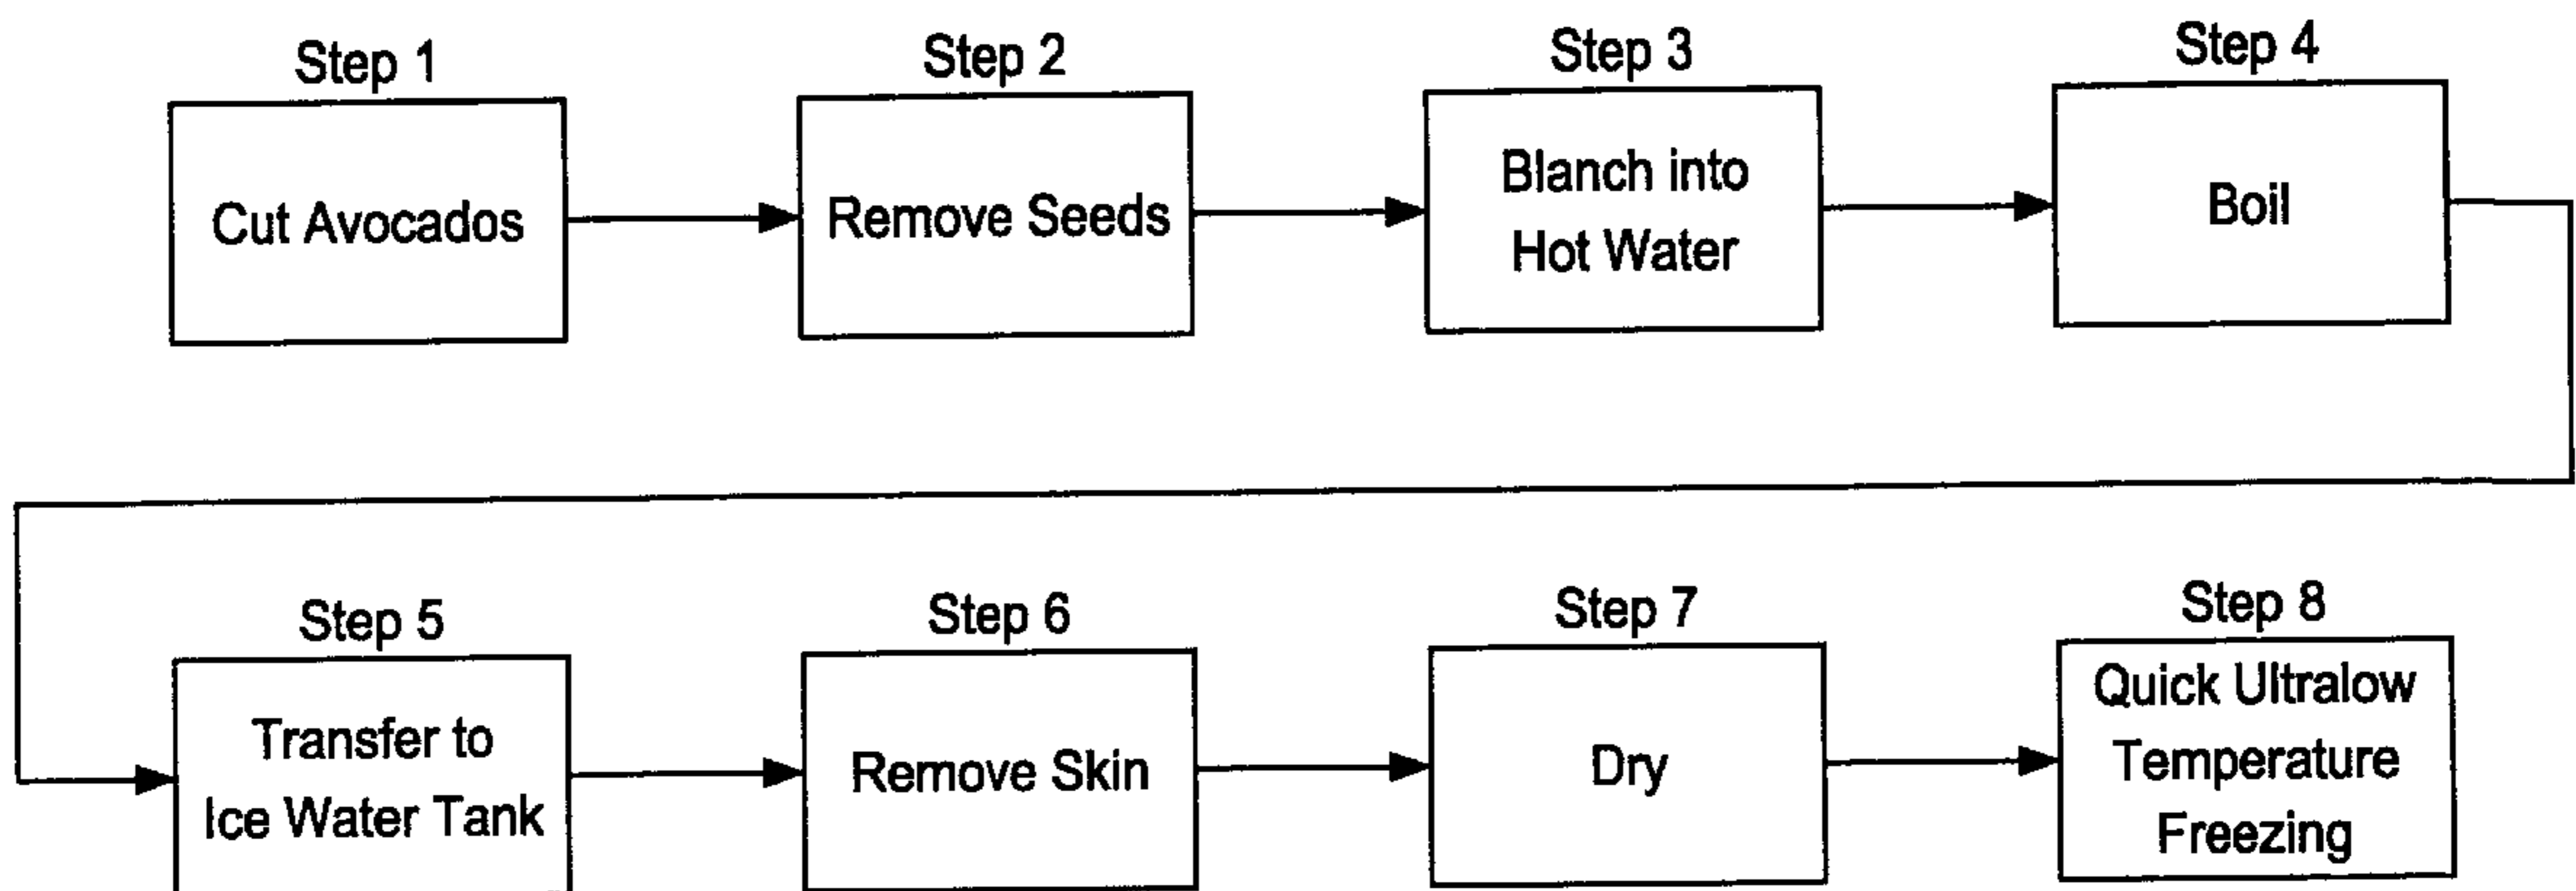 Step 1
Cut Avocados
Step 2
Remove Seeds
Step 3
Blanch into
Hot Water
Step 4
Boil
Step 5
Transfer to
Ice Water Tank
Step 6
Remove Skin
Step 7
Dry
Step 8
Quick Ultralow
Temperature
Freezing